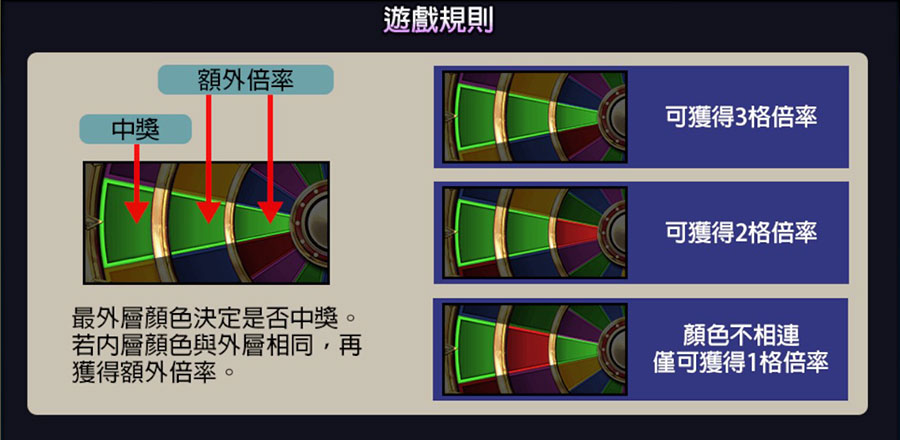 遊戲規則
額外倍率
中獎
最外層顏色決定是否中獎。
若內層顏色與外層相同，再
獲得額外倍率。
可獲得3格倍率
可獲得2格倍率
顏色不相連
僅可獲得1格倍率